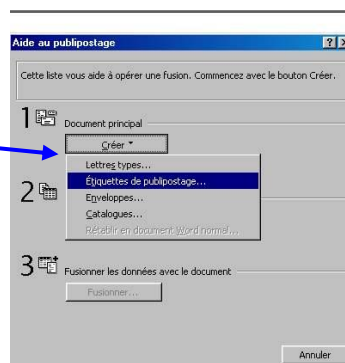 Aide au publipostage
Cette liste vous aide à opérer une fusion. Commencez avec le bouton Créer.
1 Document principal
Créer
Lettres types...
Étiquettes de publipostage...
2 Enveloppes...
Catalogues...
Rétablir en document Word normal...
3 Fusionner les données avec le document
Fusionner...
Annuler